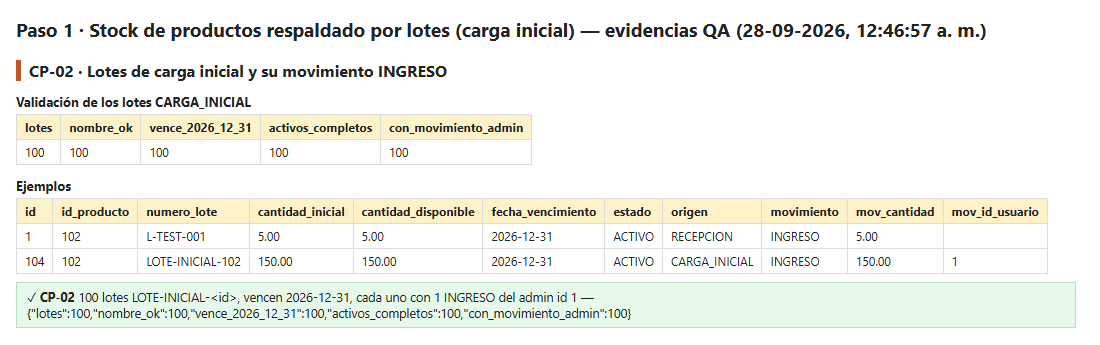 Paso 1 · Stock de productos respaldado por lotes (carga inicial) — evidencias QA (28-09-2026, 12:46:57 a. m.)
CP-02 · Lotes de carga inicial y su movimiento INGRESO
Validación de los lotes CARGA_INICIAL
lotes nombre_ok vence_2026_12_31 activos_completos con_movimiento_admin
100 100 100 100 100
Ejemplos
id id_producto numero_lote cantidad_inicial cantidad_disponible fecha_vencimiento estado origen movimiento mov_cantidad mov_id_usuario
1 102 L-TEST-001 5.00 5.00 2026-12-31 ACTIVO RECEPCION INGRESO 5.00
104 102 LOTE-INICIAL-102 150.00 150.00 2026-12-31 ACTIVO CARGA_INICIAL INGRESO 150.00 1
✓ CP-02 100 lotes LOTE-INICIAL-<id>, vencen 2026-12-31, cada uno con 1 INGRESO del admin id 1 —
{"lotes":100,"nombre_ok":100,"vence_2026_12_31":100,"activos_completos":100,"con_movimiento_admin":100}